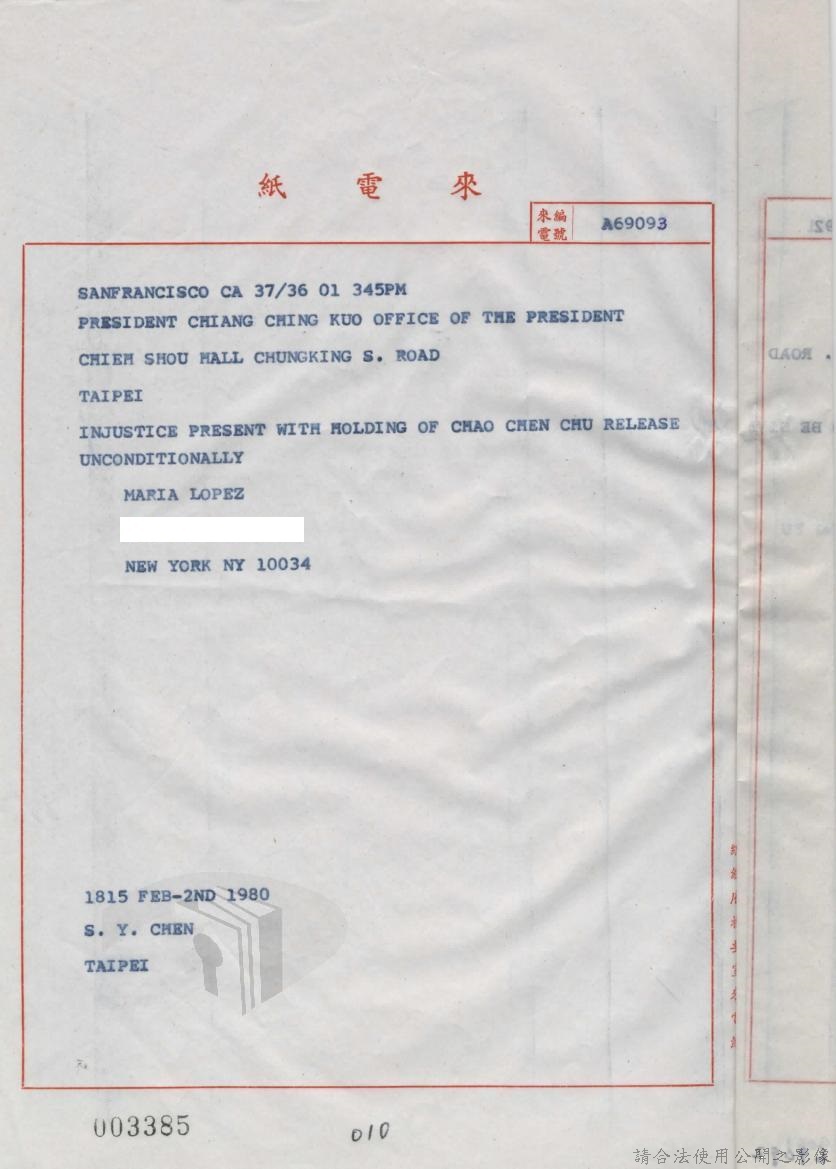 來電紙
來電
編號
A69093
SANFRANCISCO CA 37/36 01 345PM
PRESIDENT CHIANG CHING KUO OFFICE OF THE PRESIDENT
CHIEH SHOU HALL CHUNGKING S. ROAD
TAIPEI
INJUSTICE PRESENT WITH HOLDING OF CHAO CHEN CHU RELEASE
UNCONDITIONALLY
MARIA LOPEZ
NEW YORK NY 10034
1815 FEB-2ND 1980
S. Y. CHEN
TAIPEI
003385
010
請合法使用公開之影像